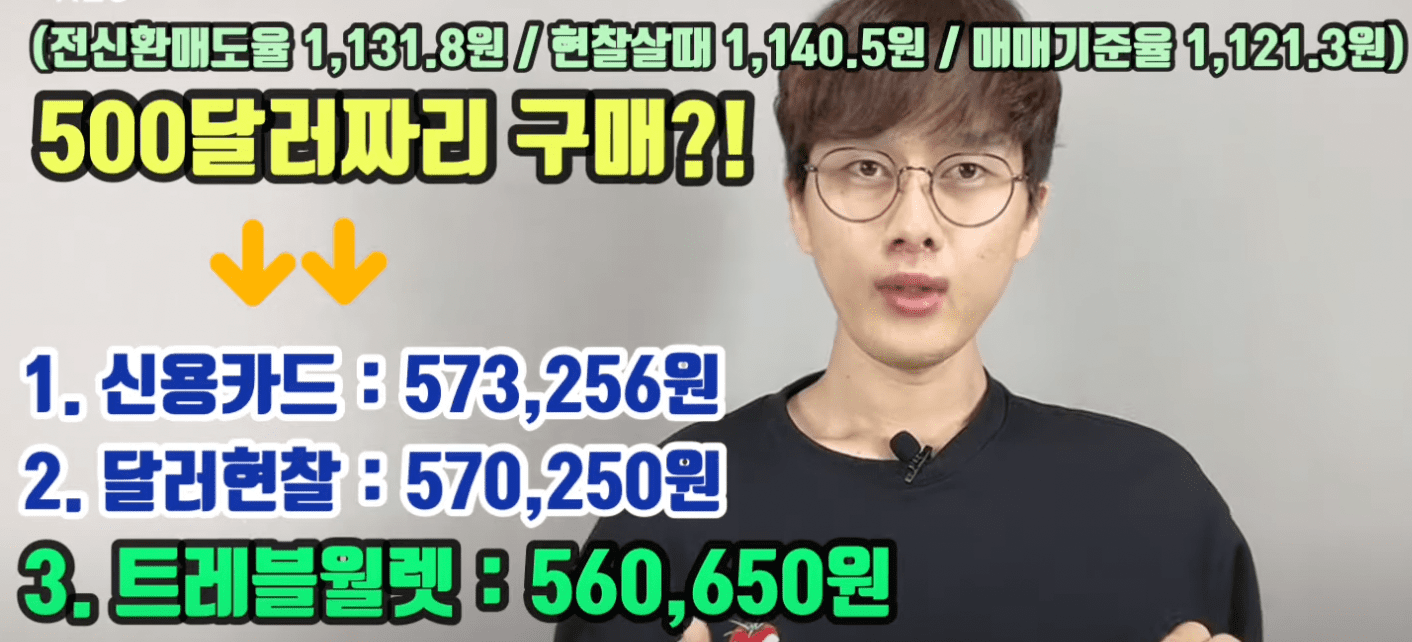 (전신환매도율 1,131.8원 / 현찰살때 1,140.5원 / 매매기준율 1,121.3원)
500달러짜리 구매?!
1. 신용카드 : 573,256원
2. 달러현찰 : 570,250원
3. 트레블월렛 : 560,650원